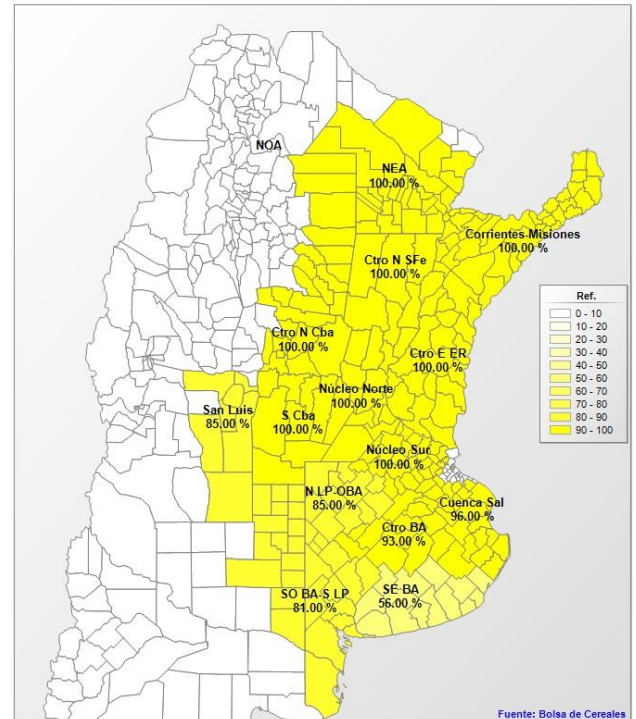 NOA
NEA
100.00 %
Corrientes-Misiones
100.00 %
Ctro N SFe
100.00 %
Ref.
0 - 10
10 - 20
20 - 30
30 - 40
40 - 50
50 - 60
60 - 70
70 - 80
80 - 90
90 - 100
Ctro N Cba
100.00 %
Ctro E ER
100.00 %
San Luis
85.00 %
S Cba
100.00 %
Núcleo Norte
100.00 %
Núcleo Sur
100.00 %
N LP-OBA
85.00 %
Cuenca Sal
96.00 %
Ctro BA
93.00 %
SO BA-S LP
81.00 %
SE BA
56.00 %
Fuente: Bolsa de Cereales